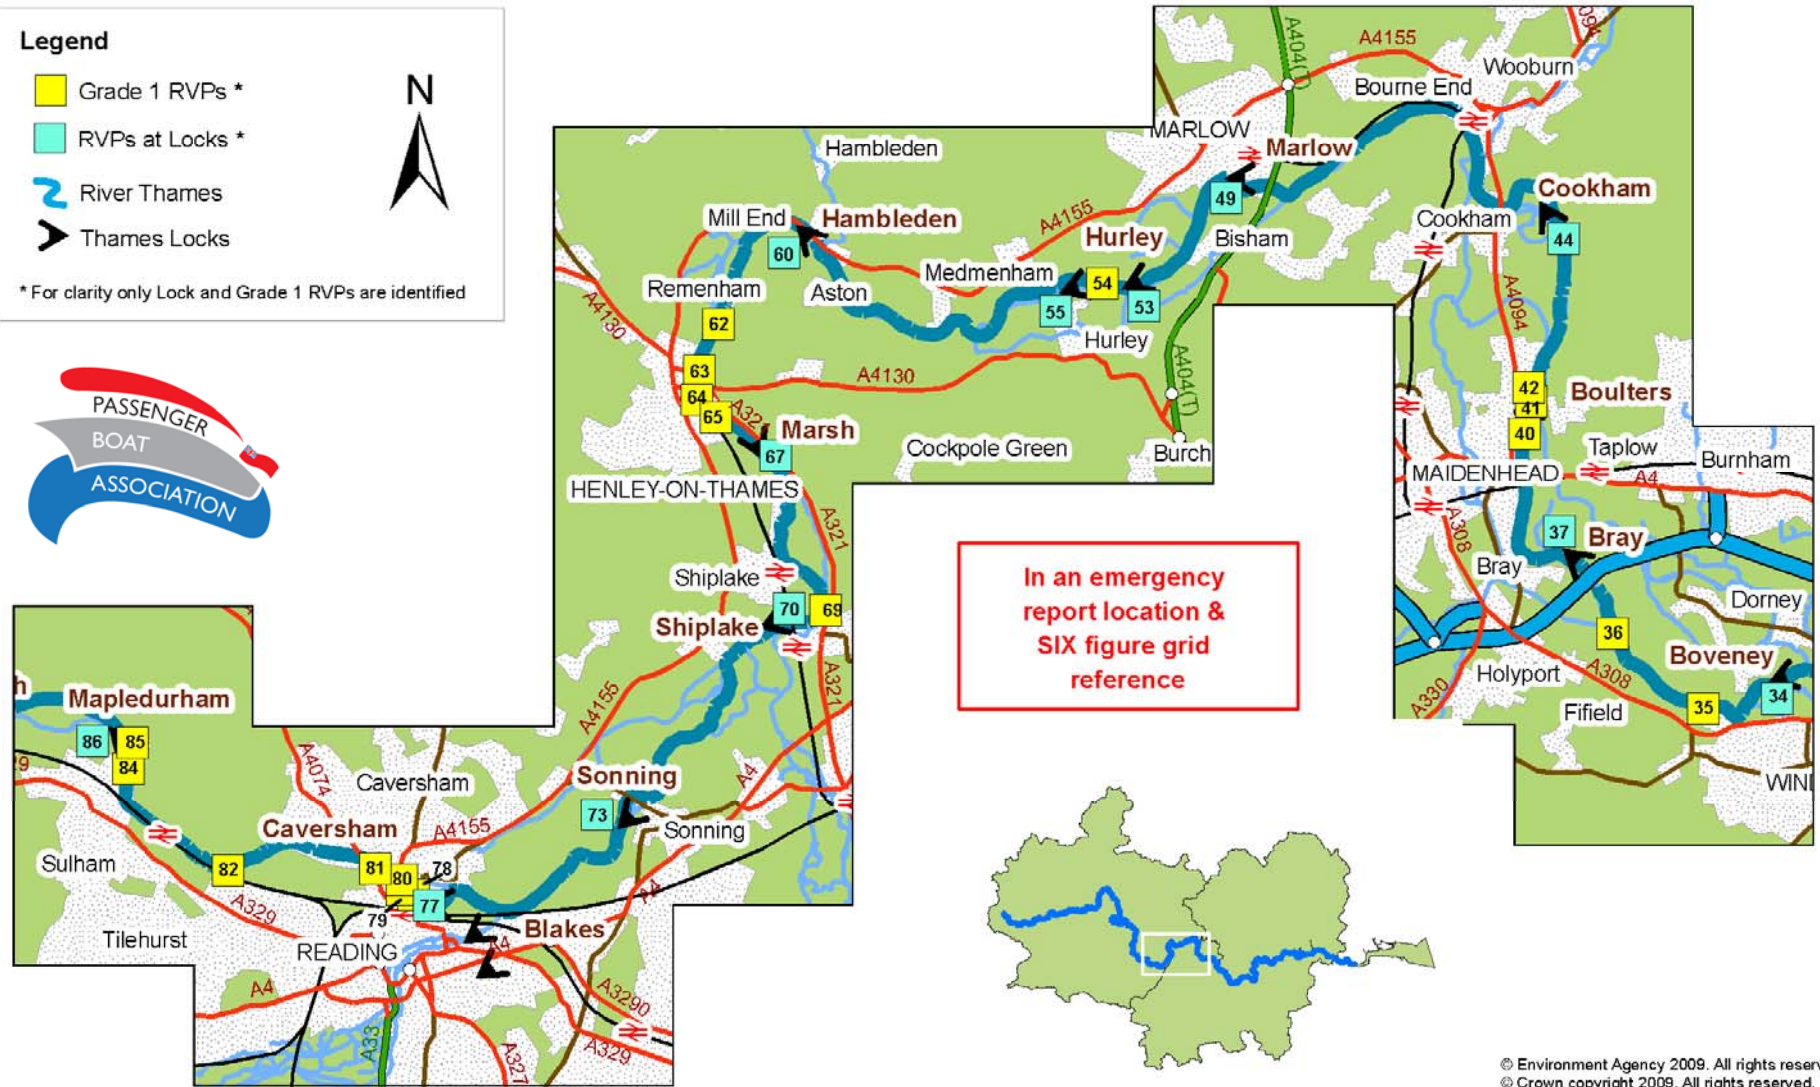 Legend
Grade 1 RVPs *
RVPs at Locks *
River Thames
Thames Locks
* For clarity only Lock and Grade 1 RVPs are identified
N
PASSENGER
BOAT
ASSOCIATION
A404(T)
A4155
Wooburn
Bourne End
MARLOW
Marlow
Hambleden
49
Cookham
Cookham
44
Mill End
Hambleden
A4155
Hurley
Bisham
60
Medmenham
54
Remenham
Aston
55
53
A4130
Hurley
A4094
62
63
A4130
A404(T)
64
65
A321
42
41
40
Boulters
Marsh
67
Cockpole Green
Burch
Taplow
Burnham
MAIDENHEAD
A4
HENLEY-ON-THAMES
A321
A308
37
Bray
Bray
Shiplake
In an emergency
report location &
SIX figure grid
reference
Dorney
70
69
Shiplake
36
Boveney
A321
Holyport
A308
34
A330
35
Fifield
h
Mapledurham
A4155
86
85
84
A4074
Caversham
Sonning
A4
WIN
73
Sonning
Caversham
A4155
Sulham
82
81
80
78
A4
A329
79
77
Blakes
Tilehurst
READING
A4
A4
A3290
A33
A327
A329
© Environment Agency 2009. All rights reser
© Crown copyright 2009. All rights reserved.